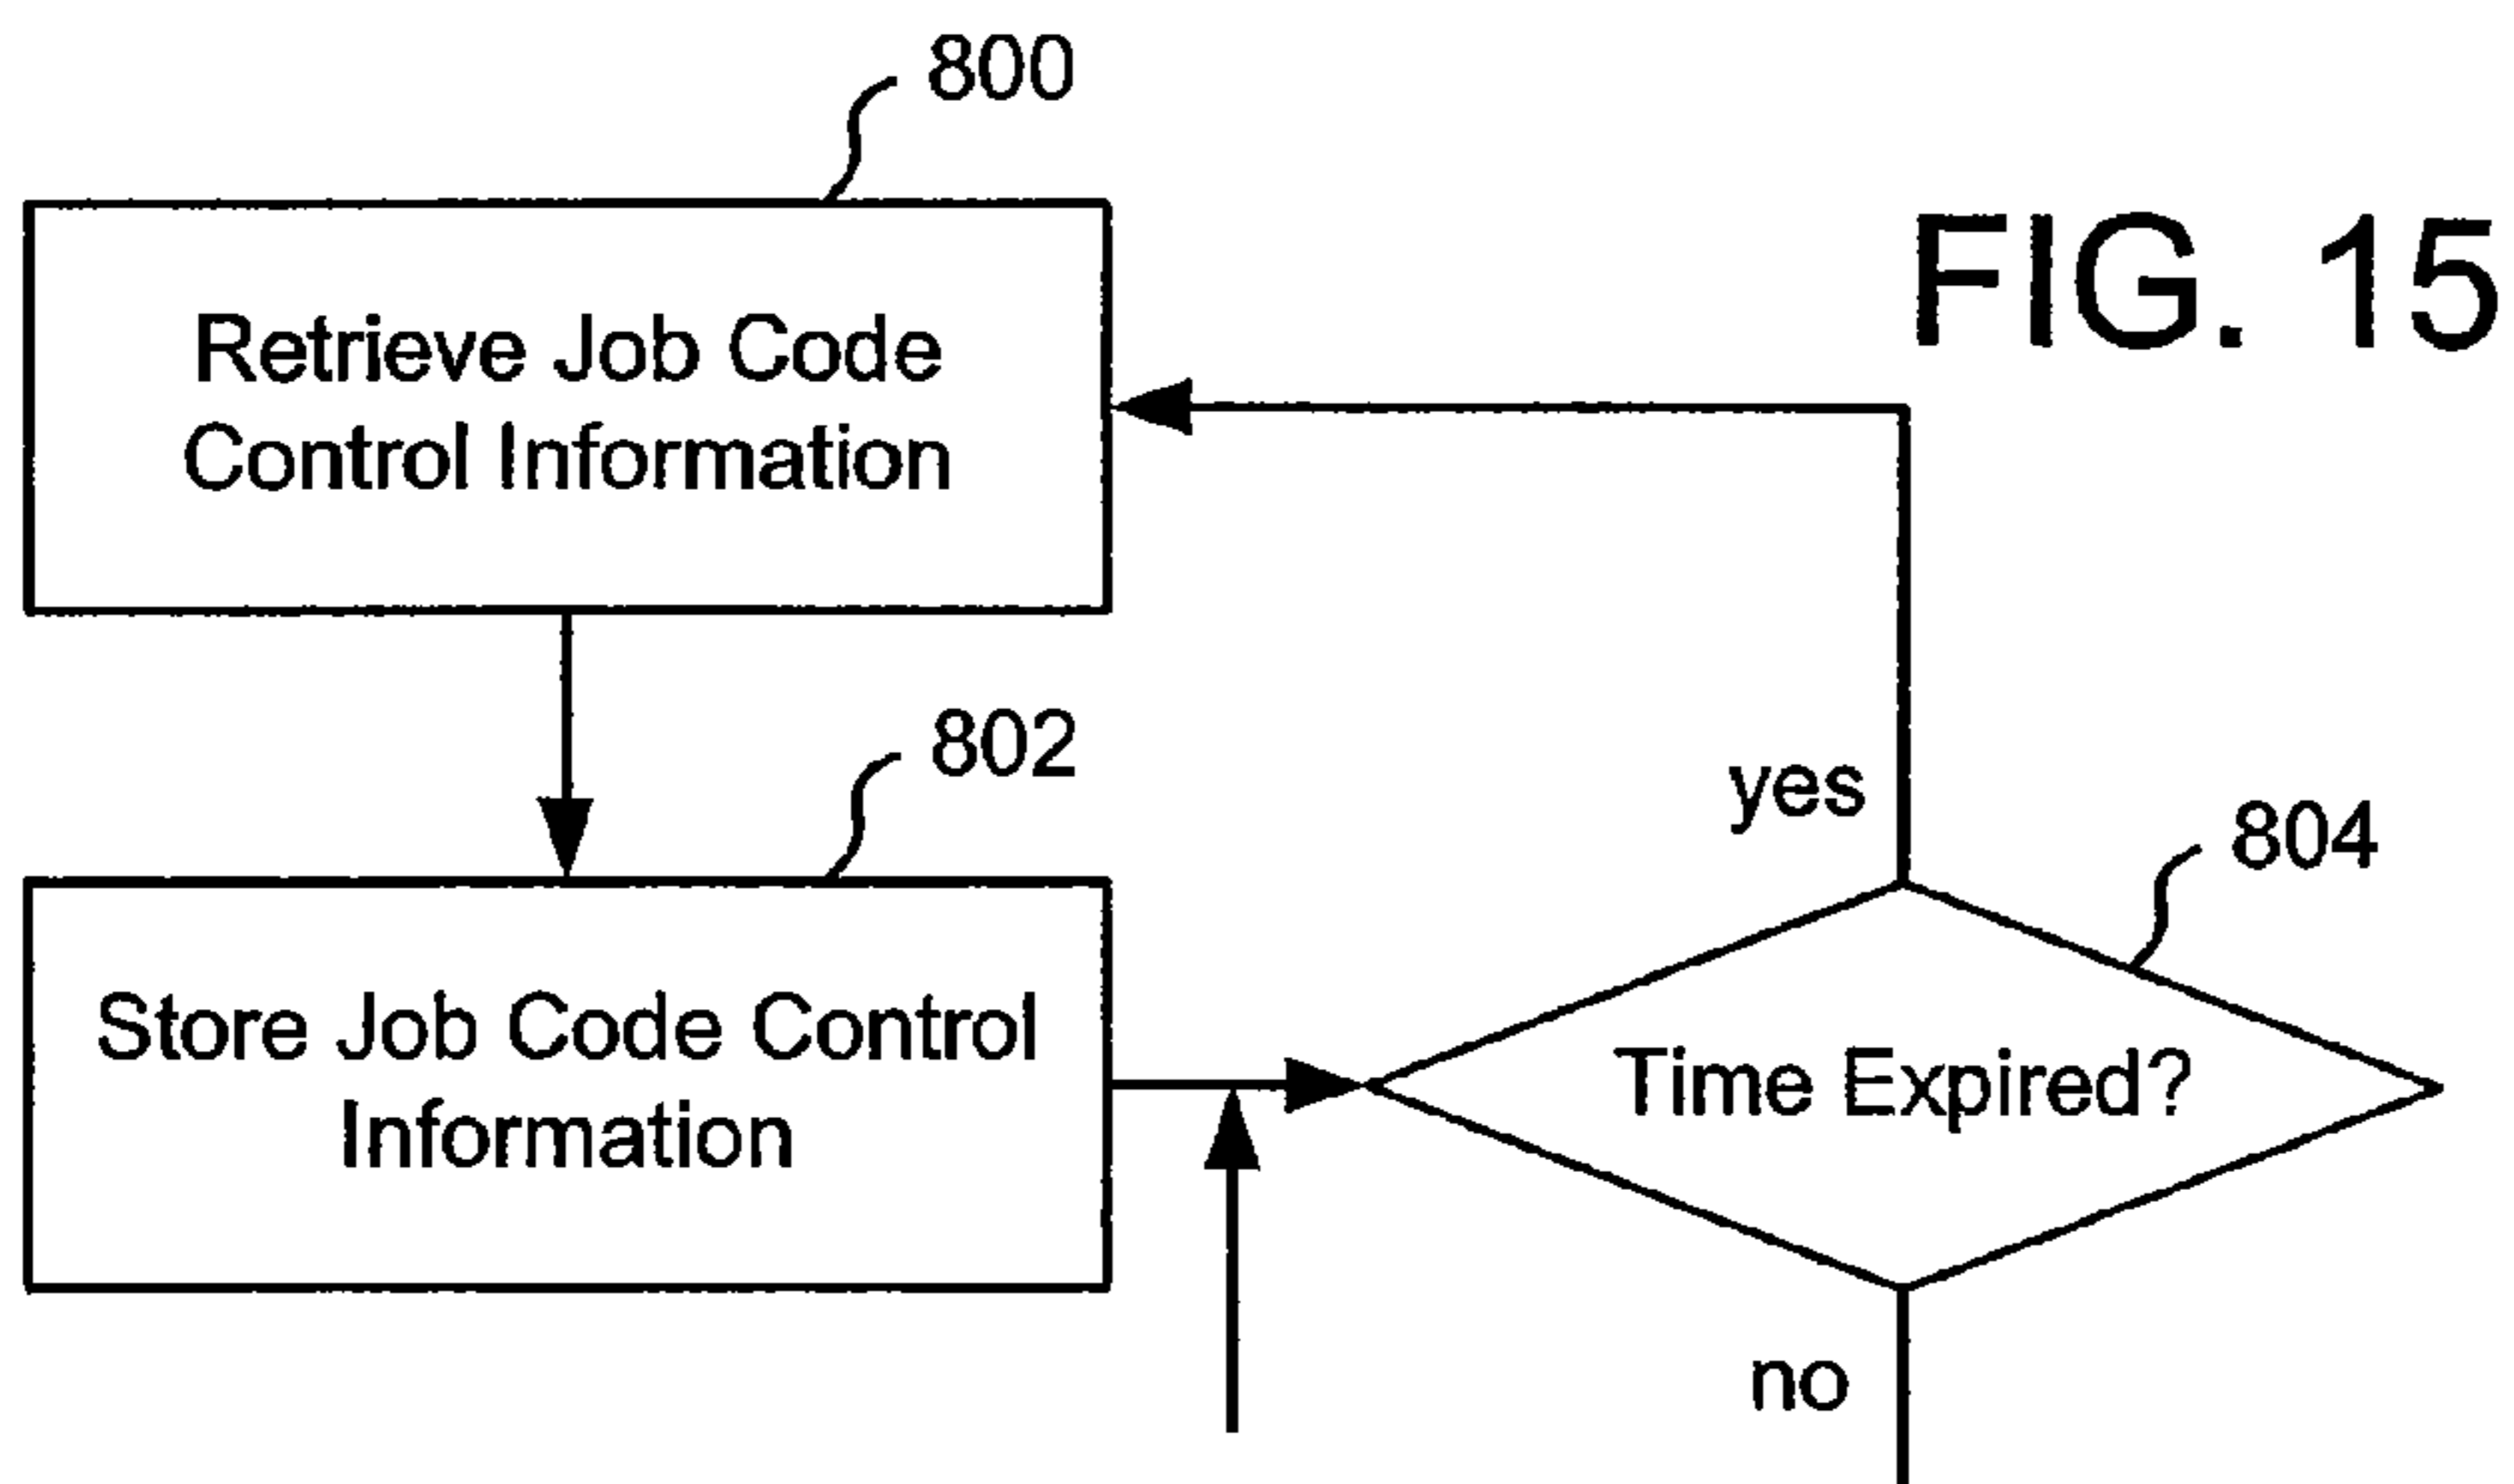 800
FIG. 15
Retrieve Job Code
Control Information
802
yes
804
Store Job Code Control
Information
Time Expired?
no